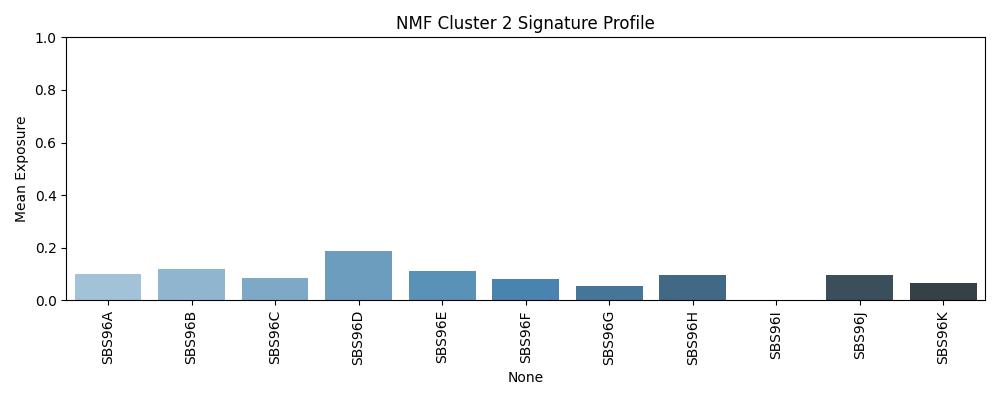 NMF Cluster 2 Signature Profile
Mean Exposure
1.0
0.8
0.6
0.4
0.2
0.0
SBS96A
SBS96B
SBS96C
SBS96D
SBS96E
SBS96F
SBS96G
SBS96H
SBS96I
SBS96J
SBS96K
None